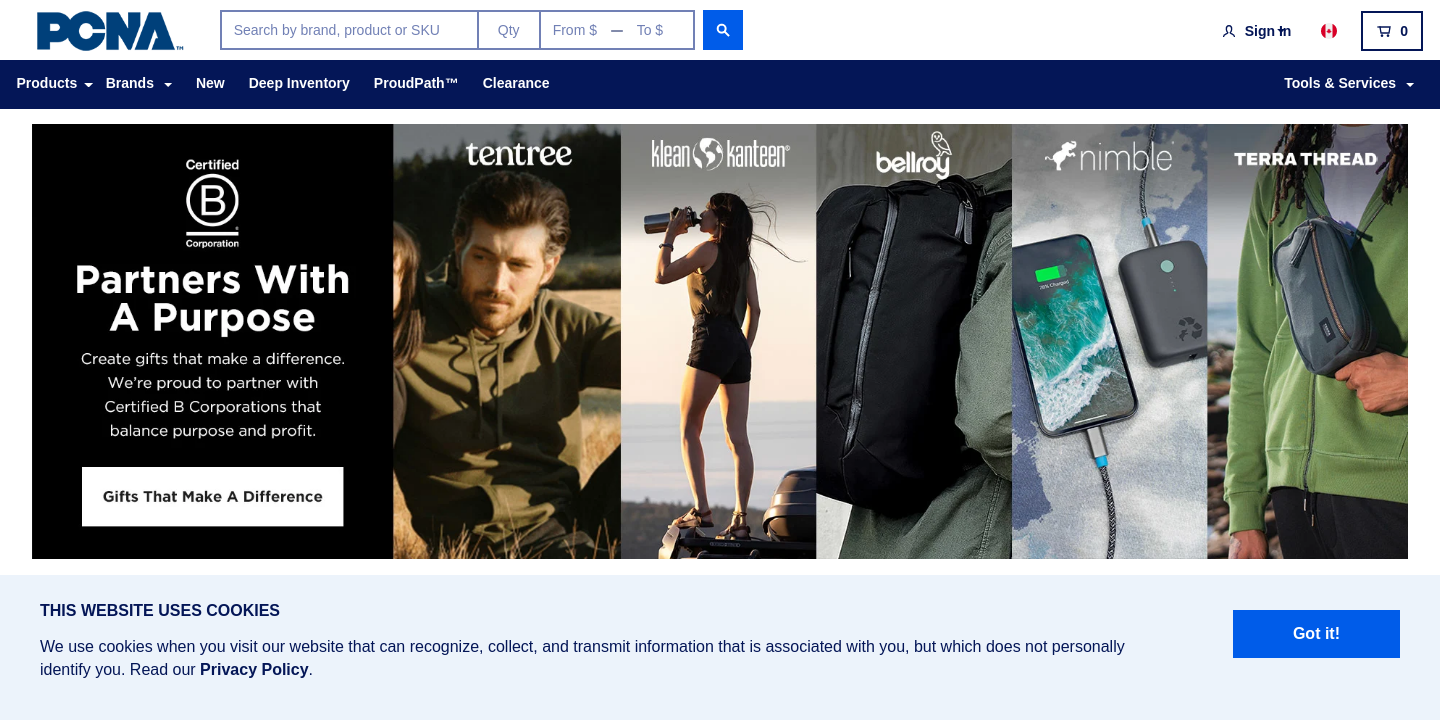 PCNA™
Search by brand, product or SKU
Qty
From $ — To $
Sign In
0
Products
Brands
New
Deep Inventory
ProudPath™
Clearance
Tools & Services
Certified
B
®
Corporation
Partners With
A Purpose
Create gifts that make a difference.
We're proud to partner with
Certified B Corporations that
balance purpose and profit.
Gifts That Make A Difference
tentree
klean kanteen®
bellroy
nimble
TERRA THREAD
THIS WEBSITE USES COOKIES
We use cookies when you visit our website that can recognize, collect, and transmit information that is associated with you, but which does not personally
identify you. Read our Privacy Policy.
Got it!